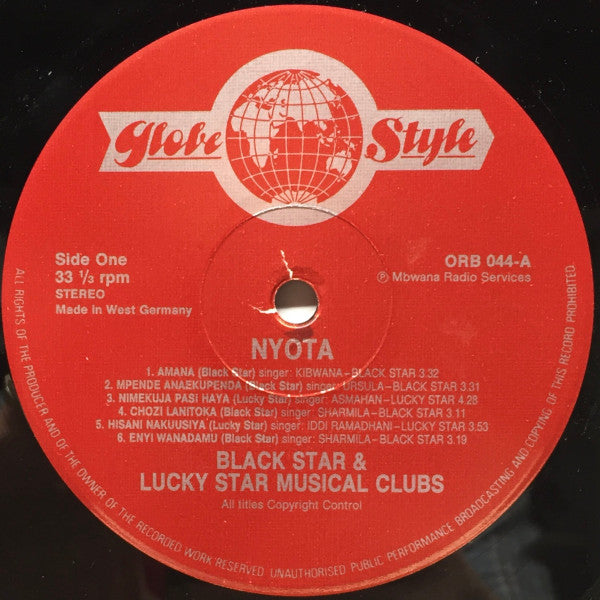 Globe Style
Side One
33 ⅓ rpm
STEREO
Made in West Germany
ORB 044-A
Ⓟ Mbwana Radio Services
NYOTA
1. AMANA (Black Star) singer: KIBWANA–BLACK STAR 3.32
2. MPENDE ANAEKUPENDA (Black Star) singer: URSULA–BLACK STAR 3.31
3. NIMEKUJA PASI HAYA (Lucky Star) singer: ASMAHAN–LUCKY STAR 4.28
4. CHOZI LANITOKA (Black Star) singer: SHARMILA–BLACK STAR 3.11
5. HISANI NAKUUSIYA (Lucky Star) singer: IDDI RAMADHANI–LUCKY STAR 3.53
6. ENYI WANADAMU (Black Star) singer: SHARMILA–BLACK STAR 3.19
BLACK STAR &
LUCKY STAR MUSICAL CLUBS
All titles Copyright Control
ALL RIGHTS OF THE PRODUCER AND OF THE OWNER OF THE RECORDED WORK RESERVED UNAUTHORISED PUBLIC PERFORMANCE BROADCASTING AND COPYING OF THIS RECORD PROHIBITED.